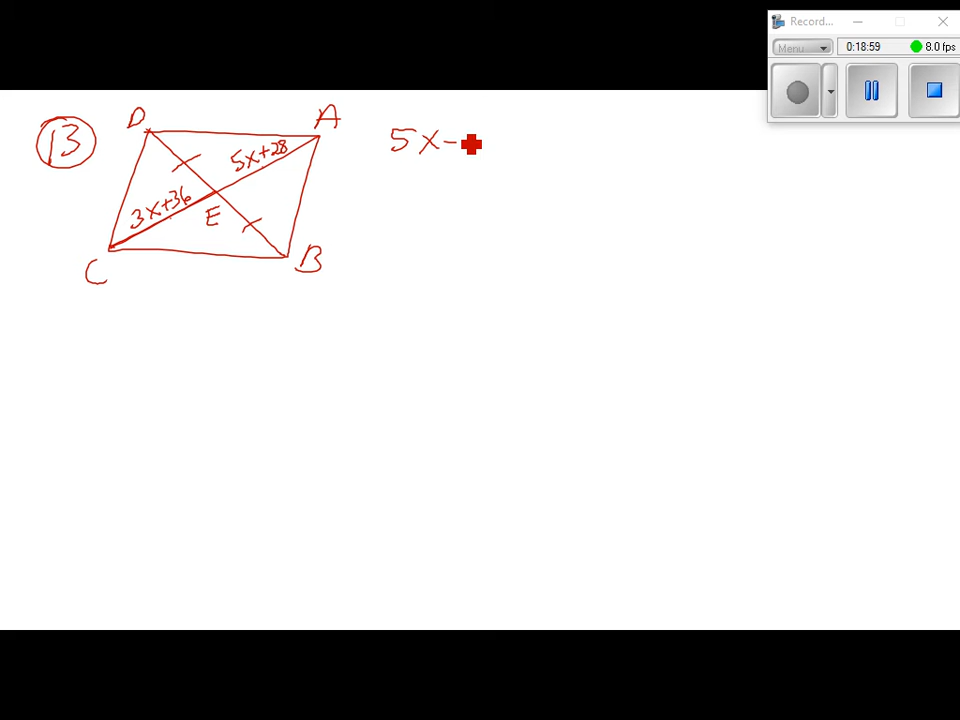 Record...
Menu 0:18:59 8.0 fps
13
D A
5x+28 5x-
3x+36
E
C B